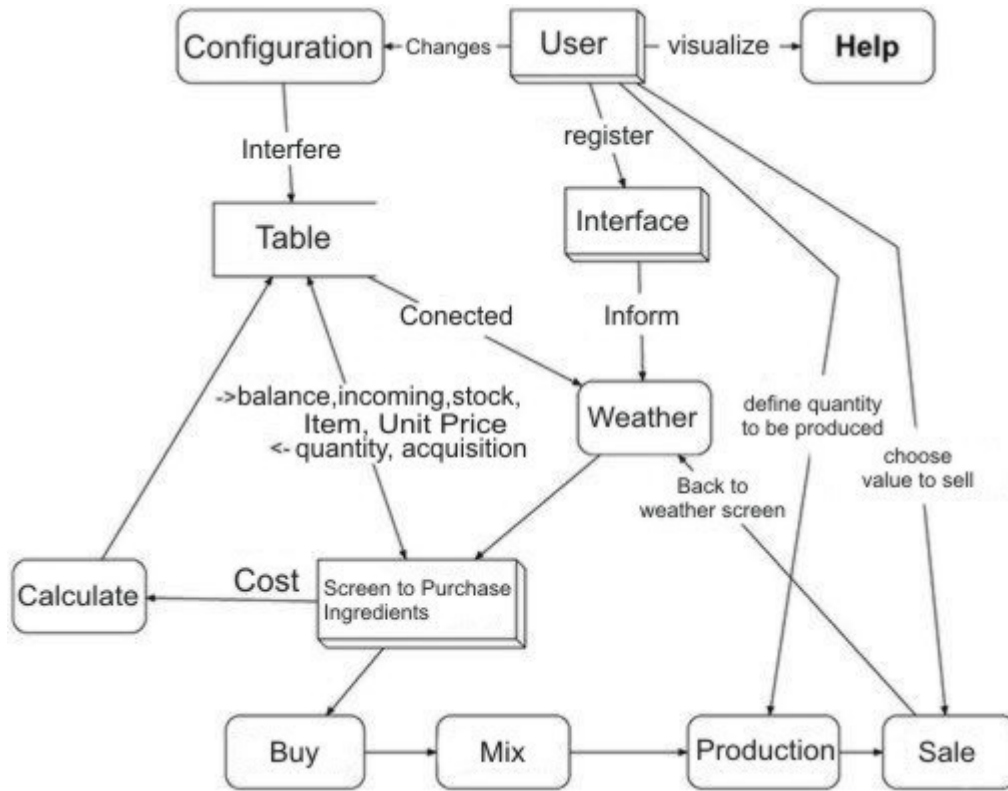 Configuration
Changes
User
visualize
Help
Interfere
register
Table
Interface
Conected
Inform
->balance,incoming,stock,
Item, Unit Price
<- quantity, acquisition
Weather
define quantity
to be produced
choose
value to sell
Back to
weather screen
Calculate
Cost
Screen to Purchase
Ingredients
Buy
Mix
Production
Sale